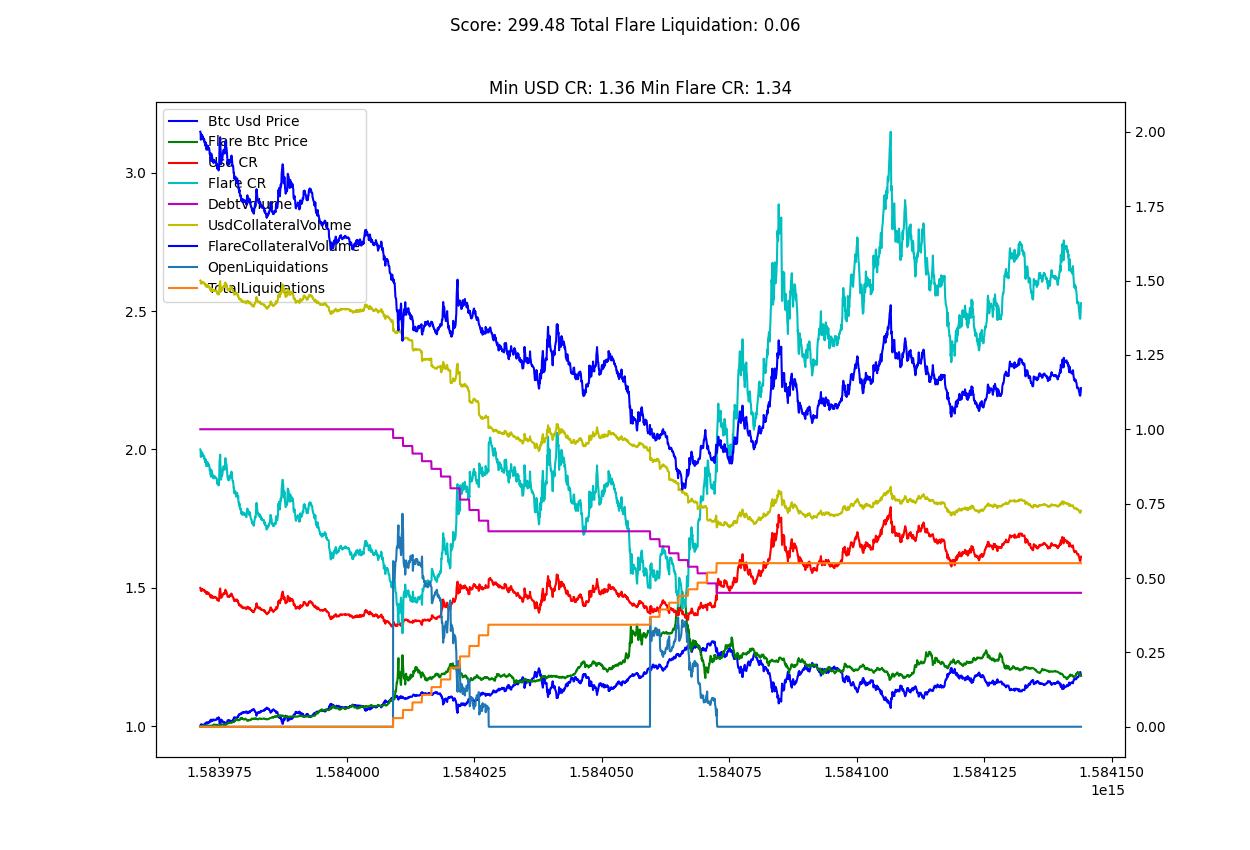 Score: 299.48 Total Flare Liquidation: 0.06
Min USD CR: 1.36 Min Flare CR: 1.34
Btc Usd Price
Flare Btc Price
Usd CR
Flare CR
DebtVolume
UsdCollateralVolume
FlareCollateralVolume
OpenLiquidations
TotalLiquidations
3.0
2.5
2.0
1.5
1.0
2.00
1.75
1.50
1.25
1.00
0.75
0.50
0.25
0.00
1.583975 1.584000 1.584025 1.584050 1.584075 1.584100 1.584125 1.584150
1e15